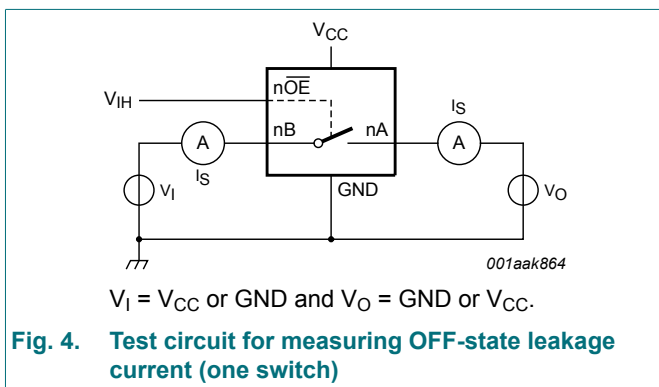 VCC
nOE
VIH
IS
nB
nA
A
A
IS
VI
GND
VO
001aak864
VI = VCC or GND and VO = GND or VCC.
Fig. 4. Test circuit for measuring OFF-state leakage
current (one switch)